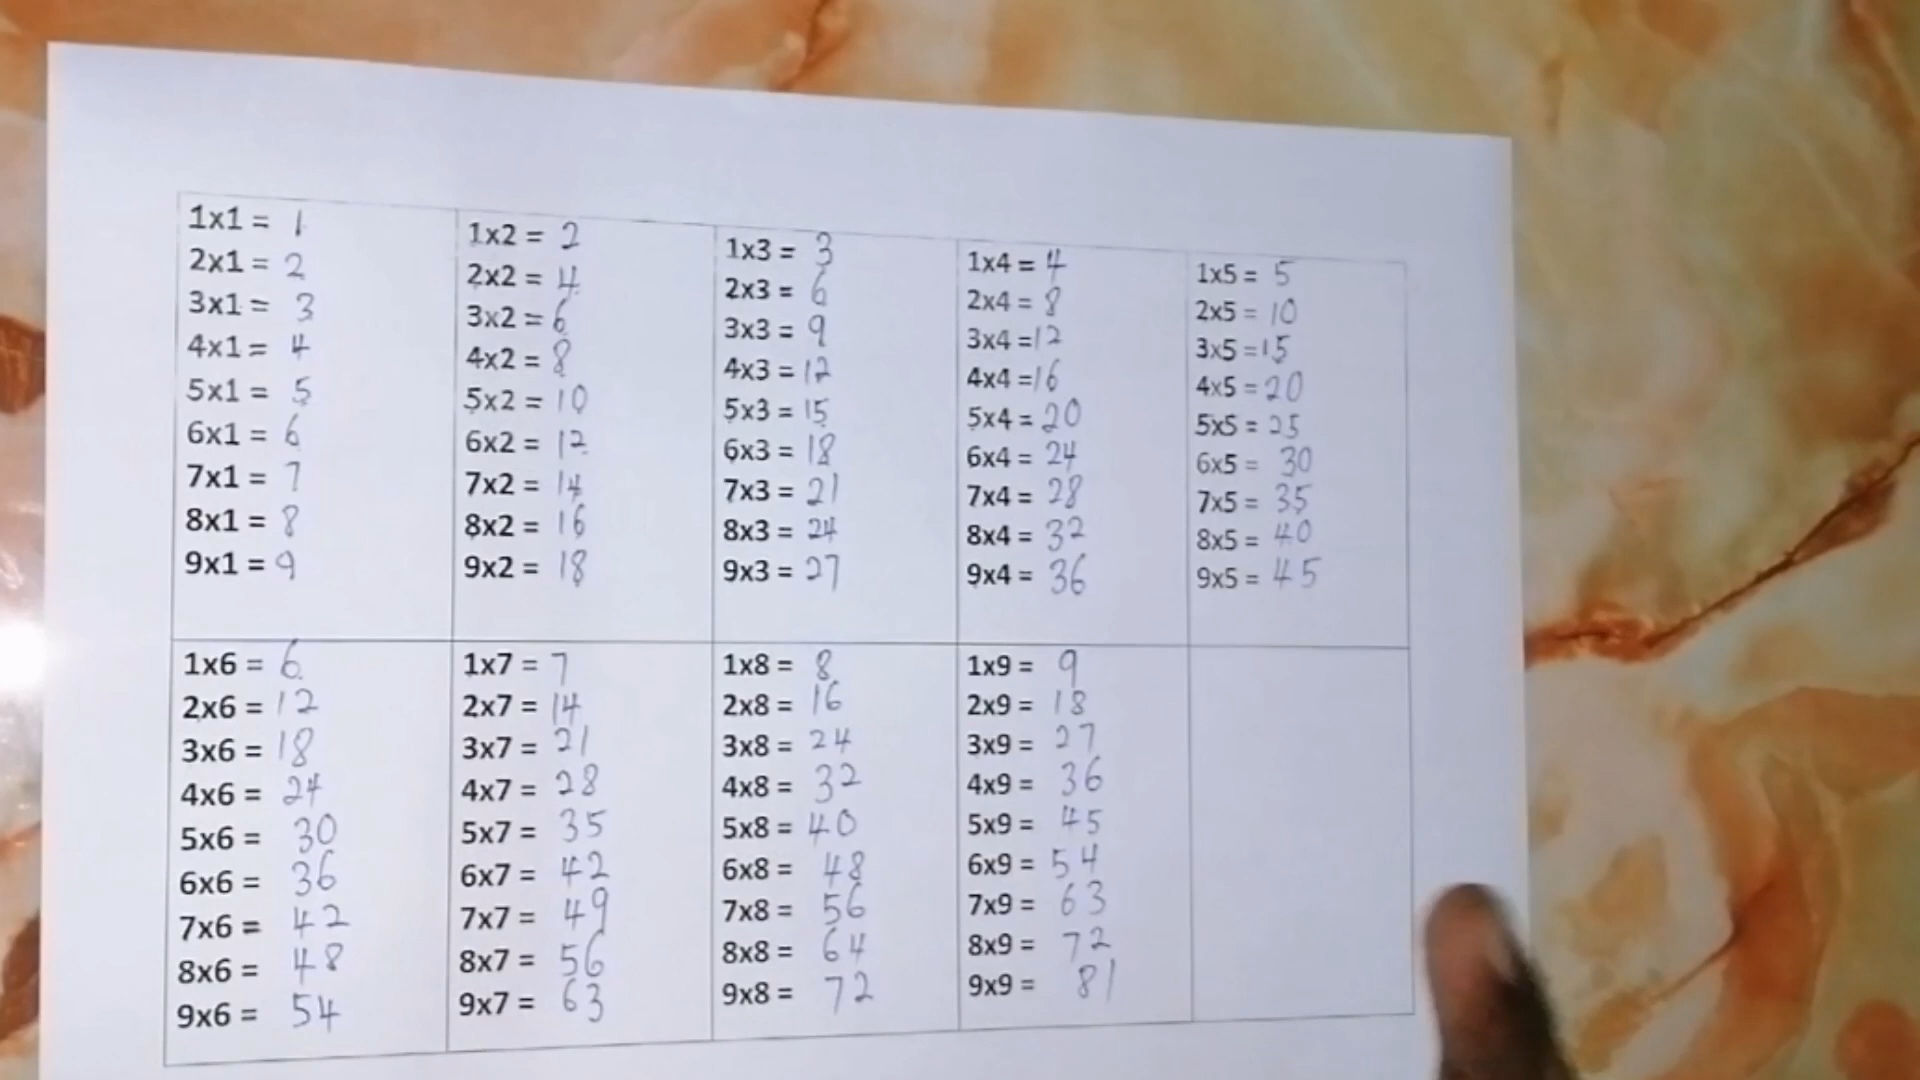 1x1 = 1
2x1 = 2
3x1 = 3
4x1 = 4
5x1 = 5
6x1 = 6
7x1 = 7
8x1 = 8
9x1 = 9
1x2 = 2
2x2 = 4
3x2 = 6
4x2 = 8
5x2 = 10
6x2 = 12
7x2 = 14
8x2 = 16
9x2 = 18
1x3 = 3
2x3 = 6
3x3 = 9
4x3 = 12
5x3 = 15
6x3 = 18
7x3 = 21
8x3 = 24
9x3 = 27
1x4 = 4
2x4 = 8
3x4 =12
4x4 =16
5x4 = 20
6x4 = 24
7x4 = 28
8x4 = 32
9x4 = 36
1x5 = 5
2x5 = 10
3x5 =15
4x5 =20
5x5 = 25
6x5 = 30
7x5 = 35
8x5 = 40
9x5 = 45
1x6 = 6
2x6 = 12
3x6 = 18
4x6 = 24
5x6 = 30
6x6 = 36
7x6 = 42
8x6 = 48
9x6 = 54
1x7 = 7
2x7 = 14
3x7 = 21
4x7 = 28
5x7 = 35
6x7 = 42
7x7 = 49
8x7 = 56
9x7 = 63
1x8 = 8
2x8 = 16
3x8 = 24
4x8 = 32
5x8 = 40
6x8 = 48
7x8 = 56
8x8 = 64
9x8 = 72
1x9 = 9
2x9 = 18
3x9 = 27
4x9 = 36
5x9 = 45
6x9 = 54
7x9 = 63
8x9 = 72
9x9 = 81